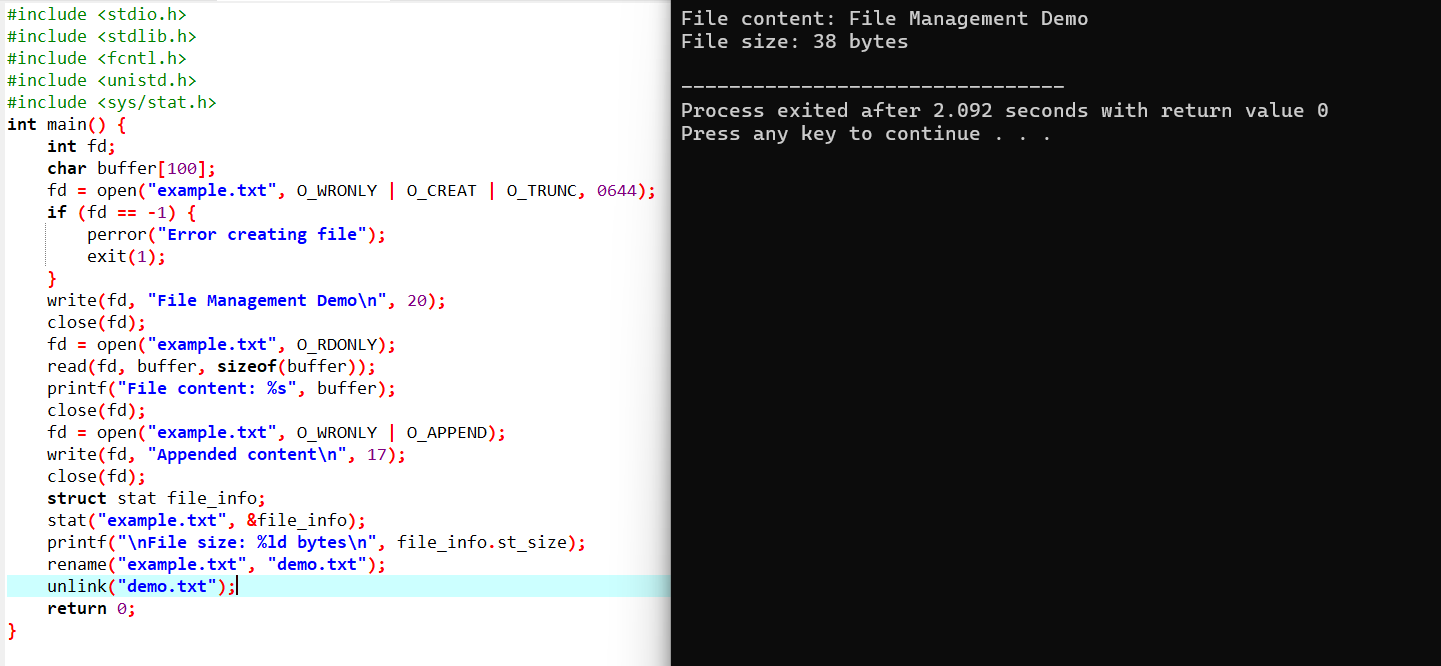 #include <stdio.h>
#include <stdlib.h>
#include <fcntl.h>
#include <unistd.h>
#include <sys/stat.h>
int main() {
    int fd;
    char buffer[100];
    fd = open("example.txt", O_WRONLY | O_CREAT | O_TRUNC, 0644);
    if (fd == -1) {
        perror("Error creating file");
        exit(1);
    }
    write(fd, "File Management Demo\n", 20);
    close(fd);
    fd = open("example.txt", O_RDONLY);
    read(fd, buffer, sizeof(buffer));
    printf("File content: %s", buffer);
    close(fd);
    fd = open("example.txt", O_WRONLY | O_APPEND);
    write(fd, "Appended content\n", 17);
    close(fd);
    struct stat file_info;
    stat("example.txt", &file_info);
    printf("\nFile size: %ld bytes\n", file_info.st_size);
    rename("example.txt", "demo.txt");
    unlink("demo.txt");
    return 0;
}
File content: File Management Demo
File size: 38 bytes
--------------------------------
Process exited after 2.092 seconds with return value 0
Press any key to continue . . .